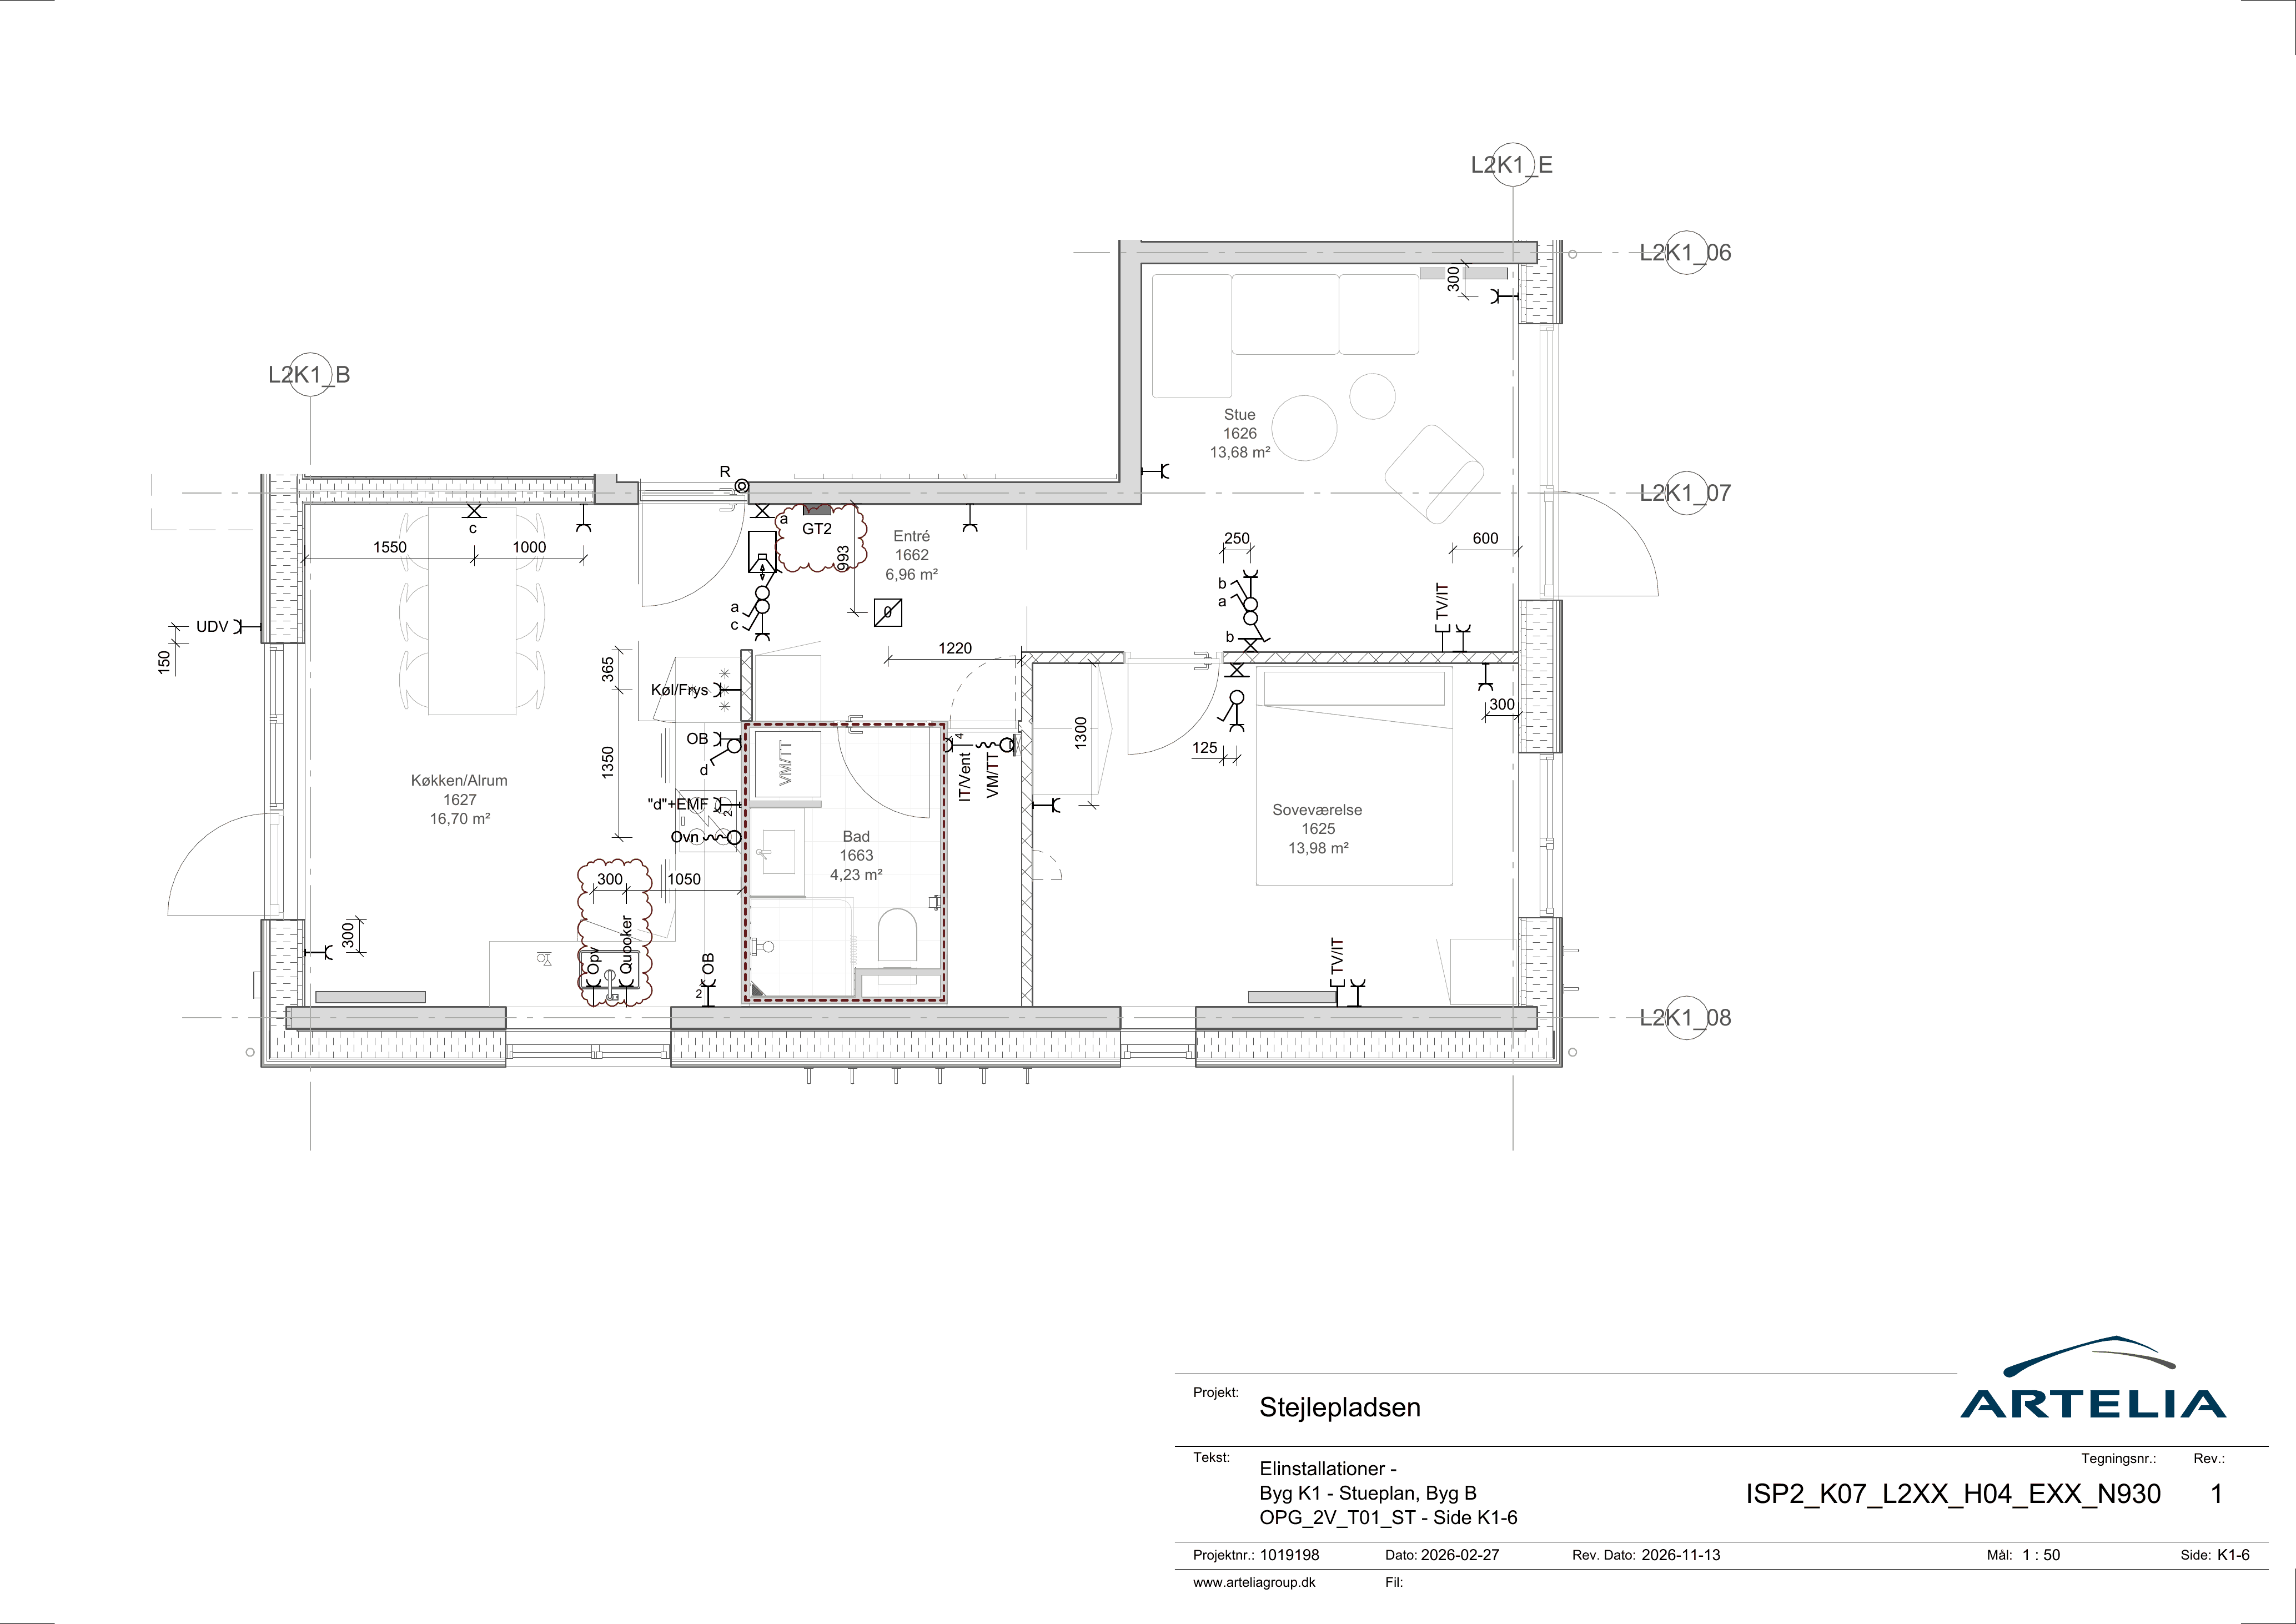 L2K1_E
L2K1_06
300
L2K1_B
Stue
1626
13,68 m²
R
L2K1_07
c
a
GT2
993
Entré
1662
6,96 m²
1550
1000
250
600
b
a
b
TV/IT
a
c
0
UDV
150
365
1220
Køl/Frys
300
OB
d
1350
VM/TT
4
IT/Vent
VM/TT
1300
125
Køkken/Alrum
1627
16,70 m²
"d"+EMF
2
Ovn
Bad
1663
4,23 m²
Soveværelse
1625
13,98 m²
300
1050
300
Opv
Quooker
OB
2
TV/IT
L2K1_08
ARTELIA
Projekt:
Stejlepladsen
Tekst:
Elinstallationer -
Byg K1 - Stueplan, Byg B
OPG_2V_T01_ST - Side K1-6
Tegningsnr.:
Rev.:
ISP2_K07_L2XX_H04_EXX_N930
1
Projektnr.: 1019198
Dato: 2026-02-27
Rev. Dato: 2026-11-13
Mål: 1 : 50
Side: K1-6
www.arteliagroup.dk
Fil: